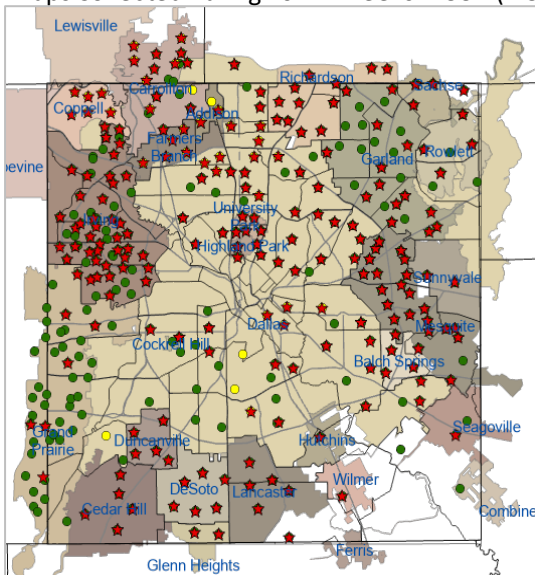 Lewisville
Richardson
Carrollton
Sachse
Coppell
Addison
Farmers
Branch
Garland
Rowlett
Irving
University
Park
Highland Park
Sunnyvale
Dallas
Mesquite
Cockrell Hill
Balch Springs
Seagoville
Grand
Prairie
Duncanville
Hutchins
DeSoto
Lancaster
Wilmer
Cedar Hill
Combine
Ferris
Glenn Heights